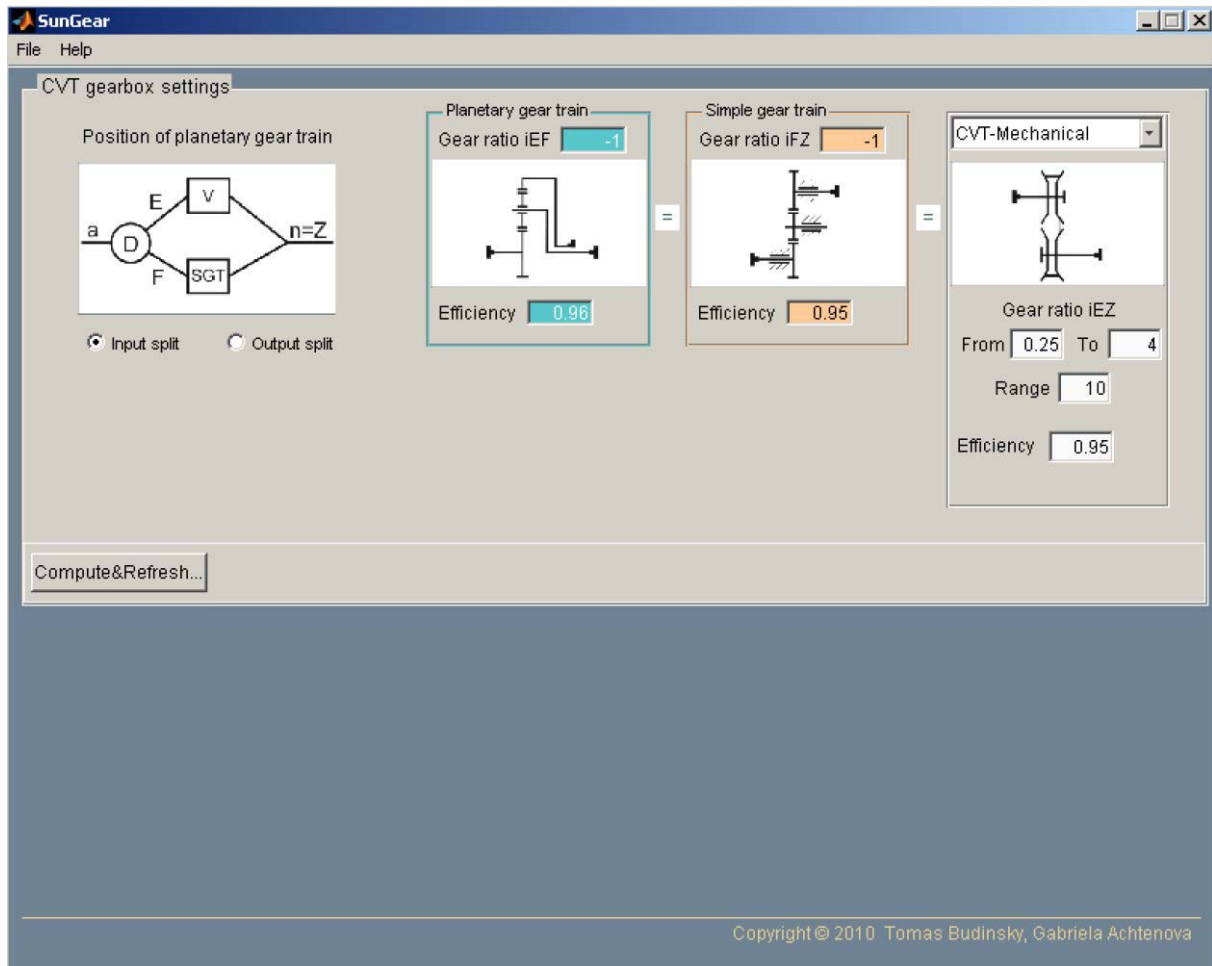 SunGear
File Help
CVT gearbox settings
Position of planetary gear train
a
E
V
D
n=Z
F
SGT
Input split Output split
Planetary gear train
Gear ratio iEF -1
Efficiency 0.96
=
Simple gear train
Gear ratio iFZ -1
Efficiency 0.95
=
CVT-Mechanical
Gear ratio iEZ
From 0.25 To 4
Range 10
Efficiency 0.95
Compute&Refresh...
Copyright © 2010 Tomas Budinsky, Gabriela Achtenova